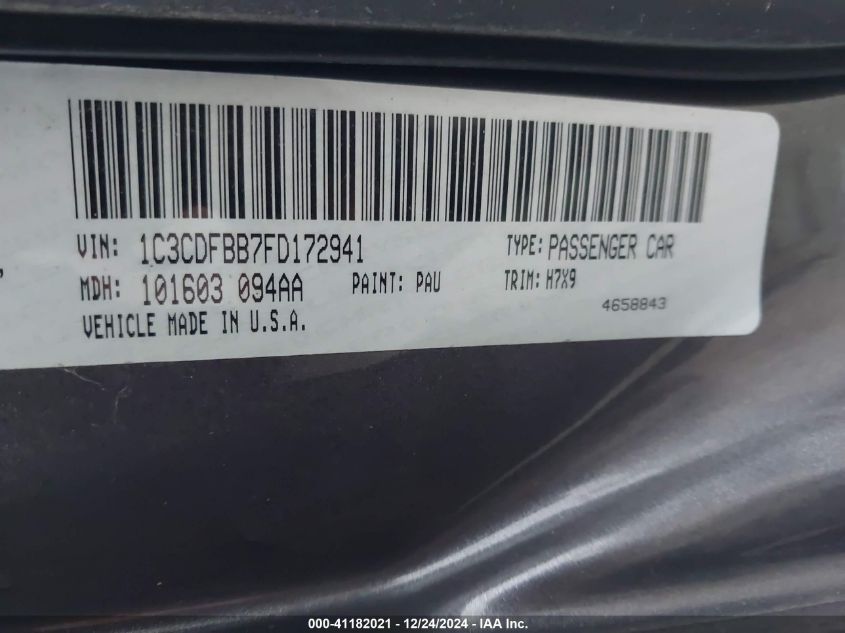 VIN: 1C3CDFBB7FD172941 TYPE: PASSENGER CAR
MDH: 101603 094AA PAINT: PAU TRIM: H7X9
4658843
VEHICLE MADE IN U.S.A.
000-41182021 - 12/24/2024 - IAA Inc.